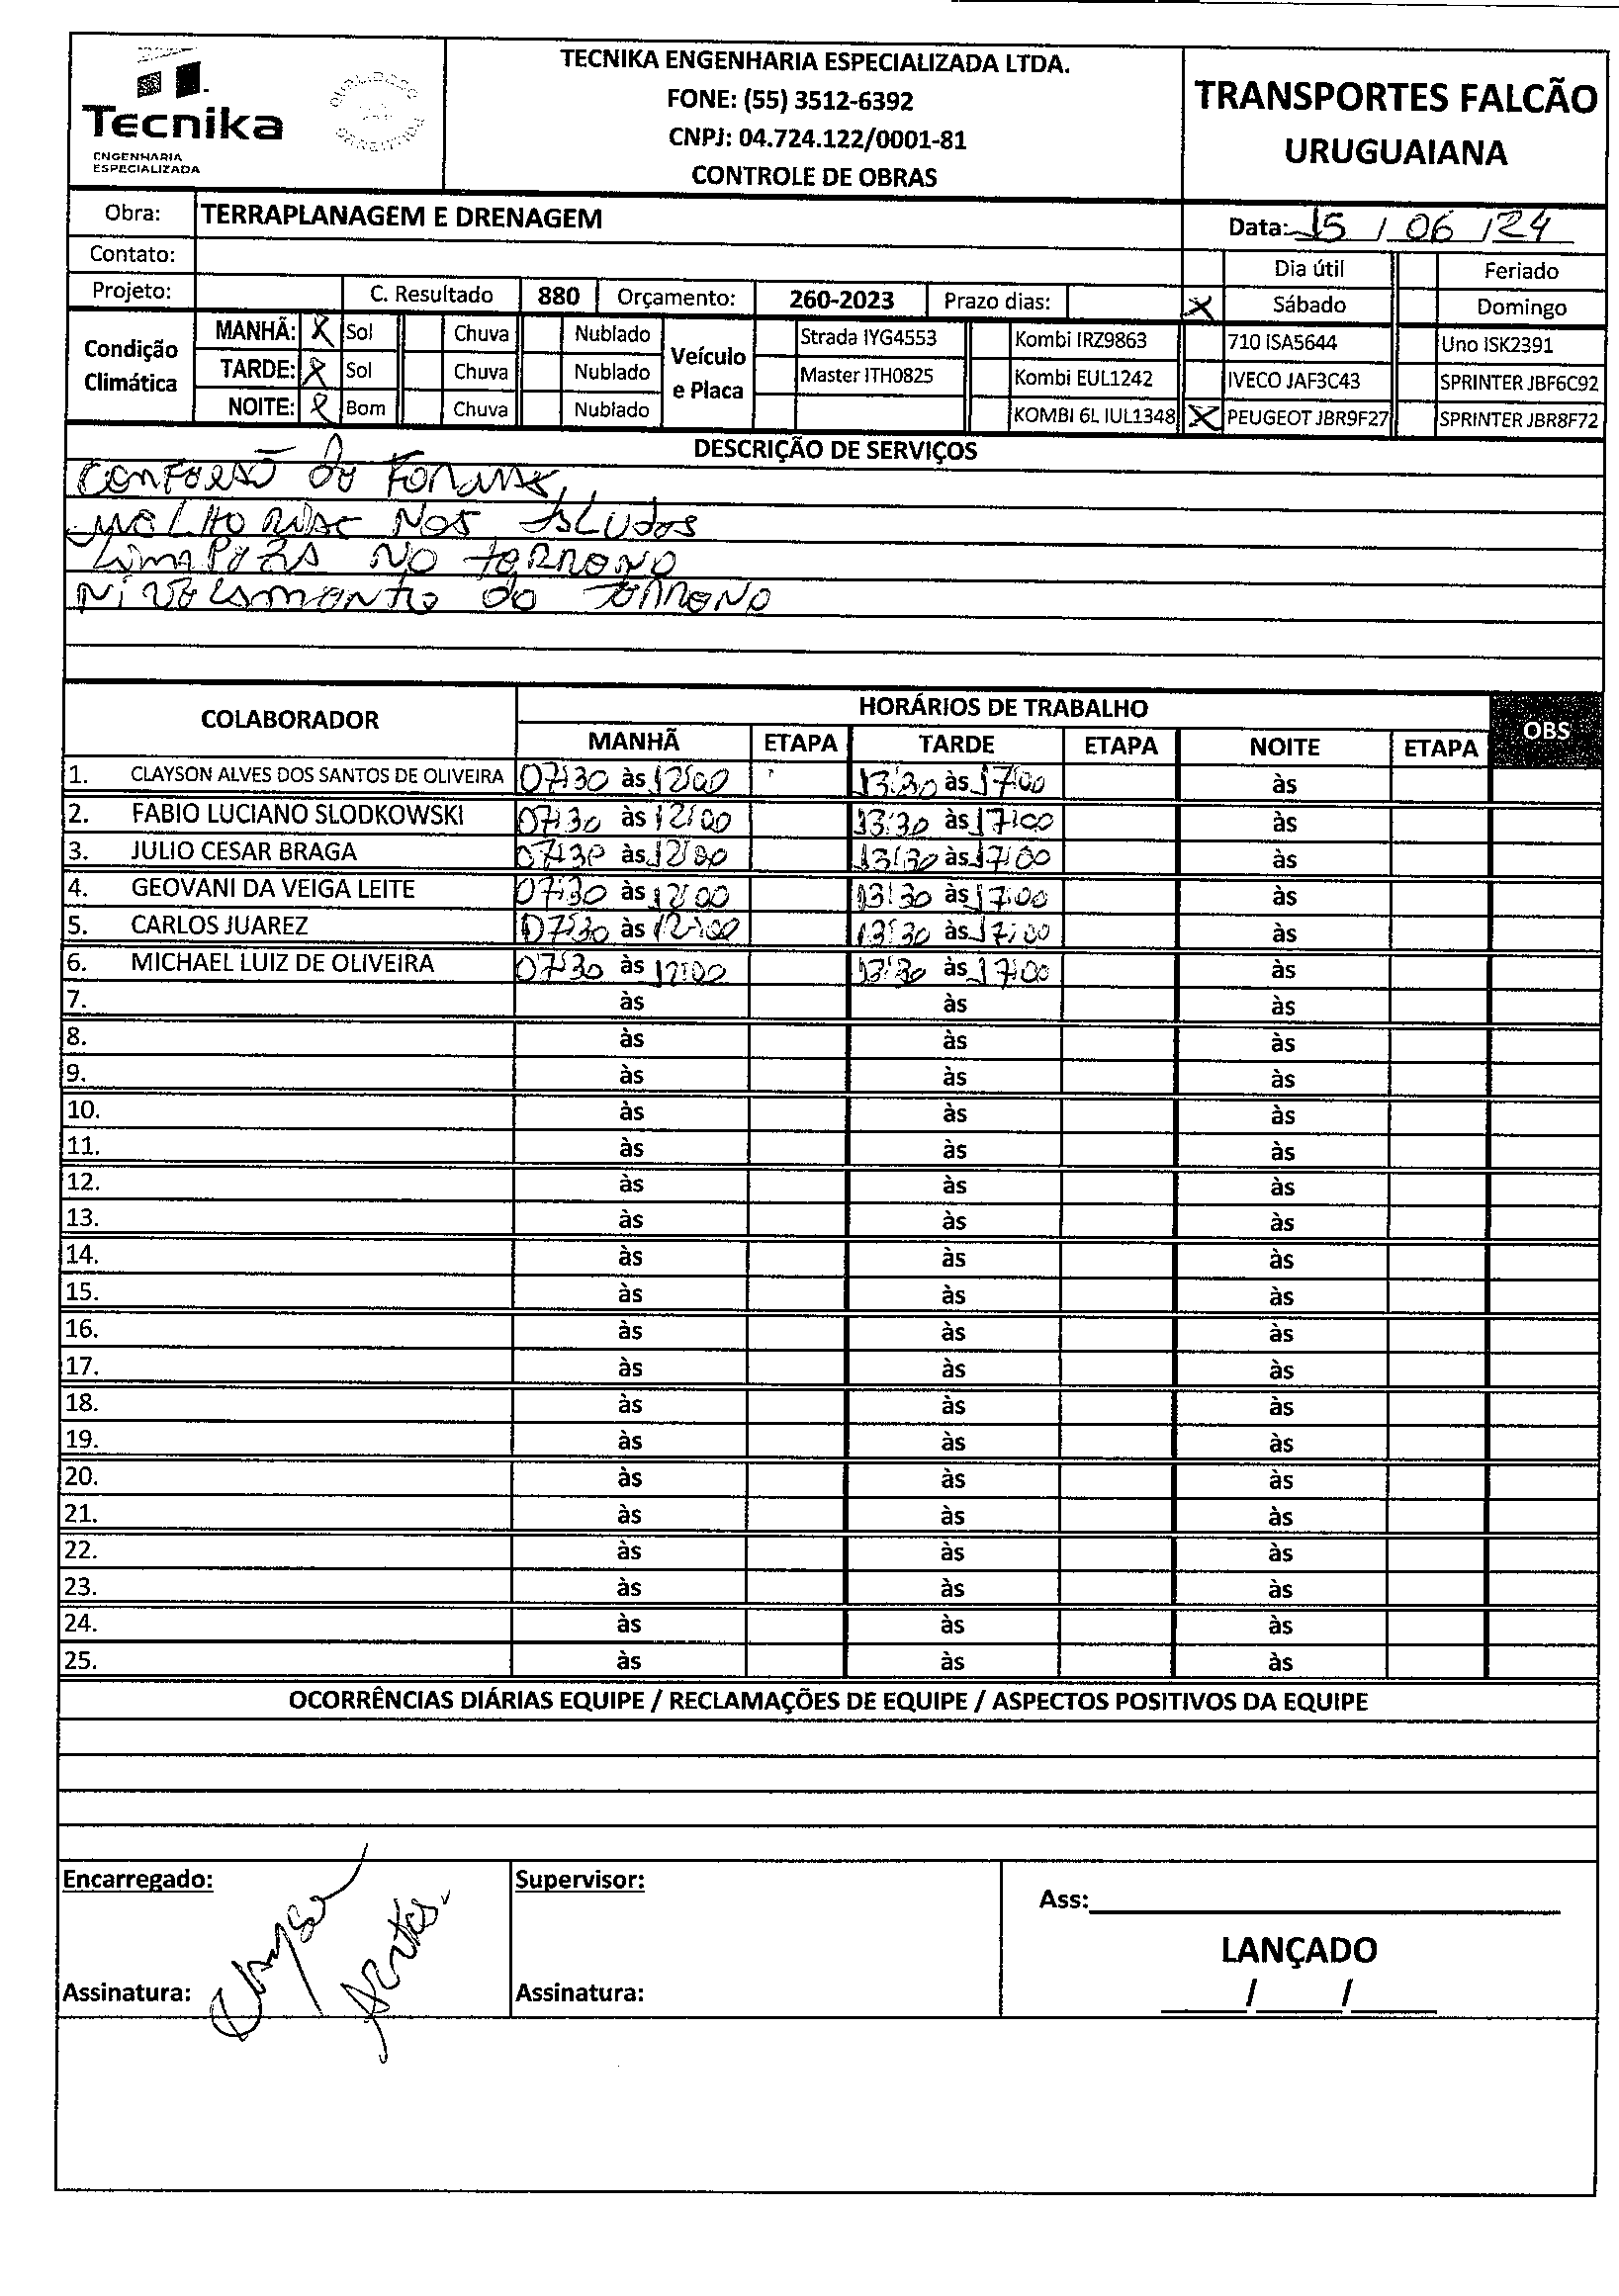 TECNIKA ENGENHARIA ESPECIALIZADA LTDA.
FONE: (55) 3512-6392
CNPJ: 04.724.122/0001-81
CONTROLE DE OBRAS
Tecnika
ENGENHARIA
ESPECIALIZADA
TRANSPORTES FALCÃO
URUGUAIANA
Obra: TERRAPLANAGEM E DRENAGEM
Data: 15 / 06 / 24
Contato:
Dia útil Feriado
Projeto: C. Resultado 880 Orçamento: 260-2023 Prazo dias: X Sábado Domingo
Condição Climática
MANHÃ: X Sol Chuva Nublado
TARDE: X Sol Chuva Nublado
NOITE: X Bom Chuva Nublado
Veículo e Placa
Strada IYG4553 Kombi IRZ9863 710 ISA5644 Uno ISK2391
Master ITH0825 Kombi EUL1242 IVECO JAF3C43 SPRINTER JBF6C92
KOMBI 6L IUL1348 X PEUGEOT JBR9F27 SPRINTER JBR8F72
DESCRIÇÃO DE SERVIÇOS
do
NOS
NO terreno
do terreno
COLABORADOR HORÁRIOS DE TRABALHO OBS
MANHÃ ETAPA TARDE ETAPA NOITE ETAPA
1. CLAYSON ALVES DOS SANTOS DE OLIVEIRA 07:30 às 12:00 13:30 às 17:00 às
2. FABIO LUCIANO SLODKOWSKI 07:30 às 12:00 13:30 às 17:00 às
3. JULIO CESAR BRAGA 07:30 às 12:00 13:30 às 17:00 às
4. GEOVANI DA VEIGA LEITE 07:30 às 12:00 13:30 às 17:00 às
5. CARLOS JUAREZ 07:30 às 12:00 13:30 às 17:00 às
6. MICHAEL LUIZ DE OLIVEIRA 07:30 às 12:00 13:30 às 17:00 às
7. às às às
8. às às às
9. às às às
10. às às às
11. às às às
12. às às às
13. às às às
14. às às às
15. às às às
16. às às às
17. às às às
18. às às às
19. às às às
20. às às às
21. às às às
22. às às às
23. às às às
24. às às às
25. às às às
OCORRÊNCIAS DIÁRIAS EQUIPE / RECLAMAÇÕES DE EQUIPE / ASPECTOS POSITIVOS DA EQUIPE
Encarregado: Supervisor: Ass:
LANÇADO
Assinatura: Assinatura: / /